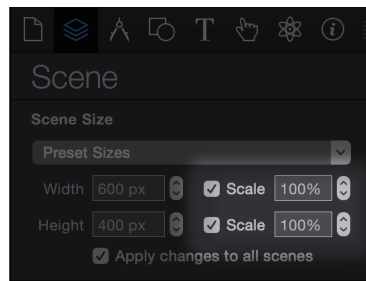 T i
Scene
Scene Size
Preset Sizes
Width 600 px Scale 100%
Height 400 px Scale 100%
Apply changes to all scenes